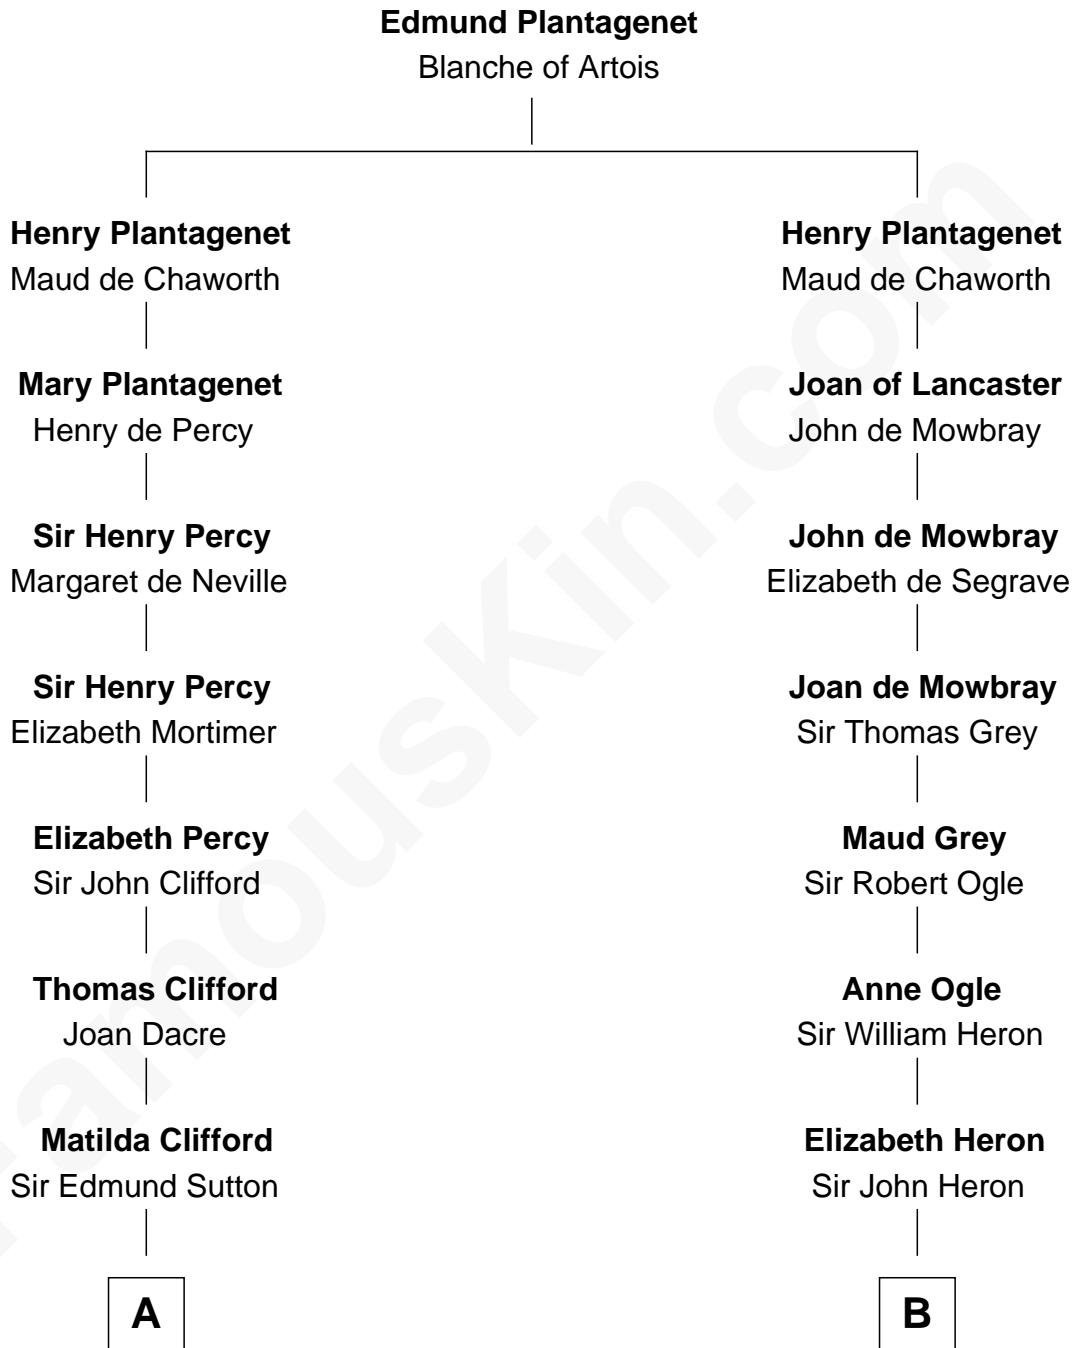 Edmund Plantagenet
Blanche of Artois
Henry Plantagenet
Maud de Chaworth
Mary Plantagenet
Henry de Percy
Sir Henry Percy
Margaret de Neville
Sir Henry Percy
Elizabeth Mortimer
Elizabeth Percy
Sir John Clifford
Thomas Clifford
Joan Dacre
Matilda Clifford
Sir Edmund Sutton
A
Henry Plantagenet
Maud de Chaworth
Joan of Lancaster
John de Mowbray
John de Mowbray
Elizabeth de Segrave
Joan de Mowbray
Sir Thomas Grey
Maud Grey
Sir Robert Ogle
Anne Ogle
Sir William Heron
Elizabeth Heron
Sir John Heron
B
FamousKin.com